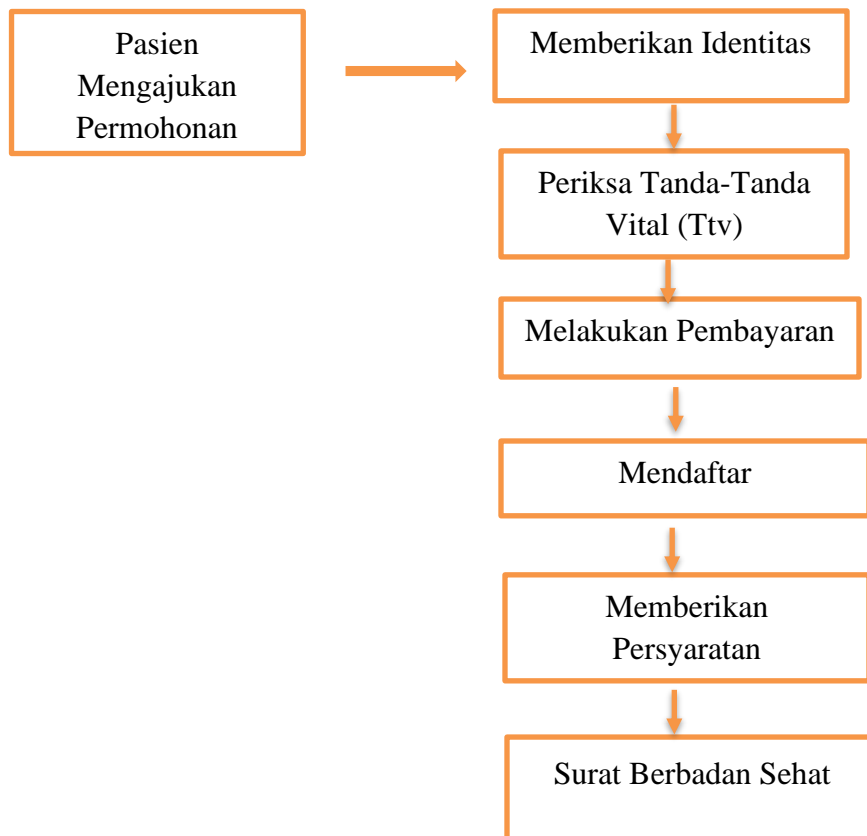 Pasien
Mengajukan
Permohonan
Memberikan Identitas
Periksa Tanda-Tanda
Vital (Ttv)
Melakukan Pembayaran
Mendaftar
Memberikan
Persyaratan
Surat Berbadan Sehat